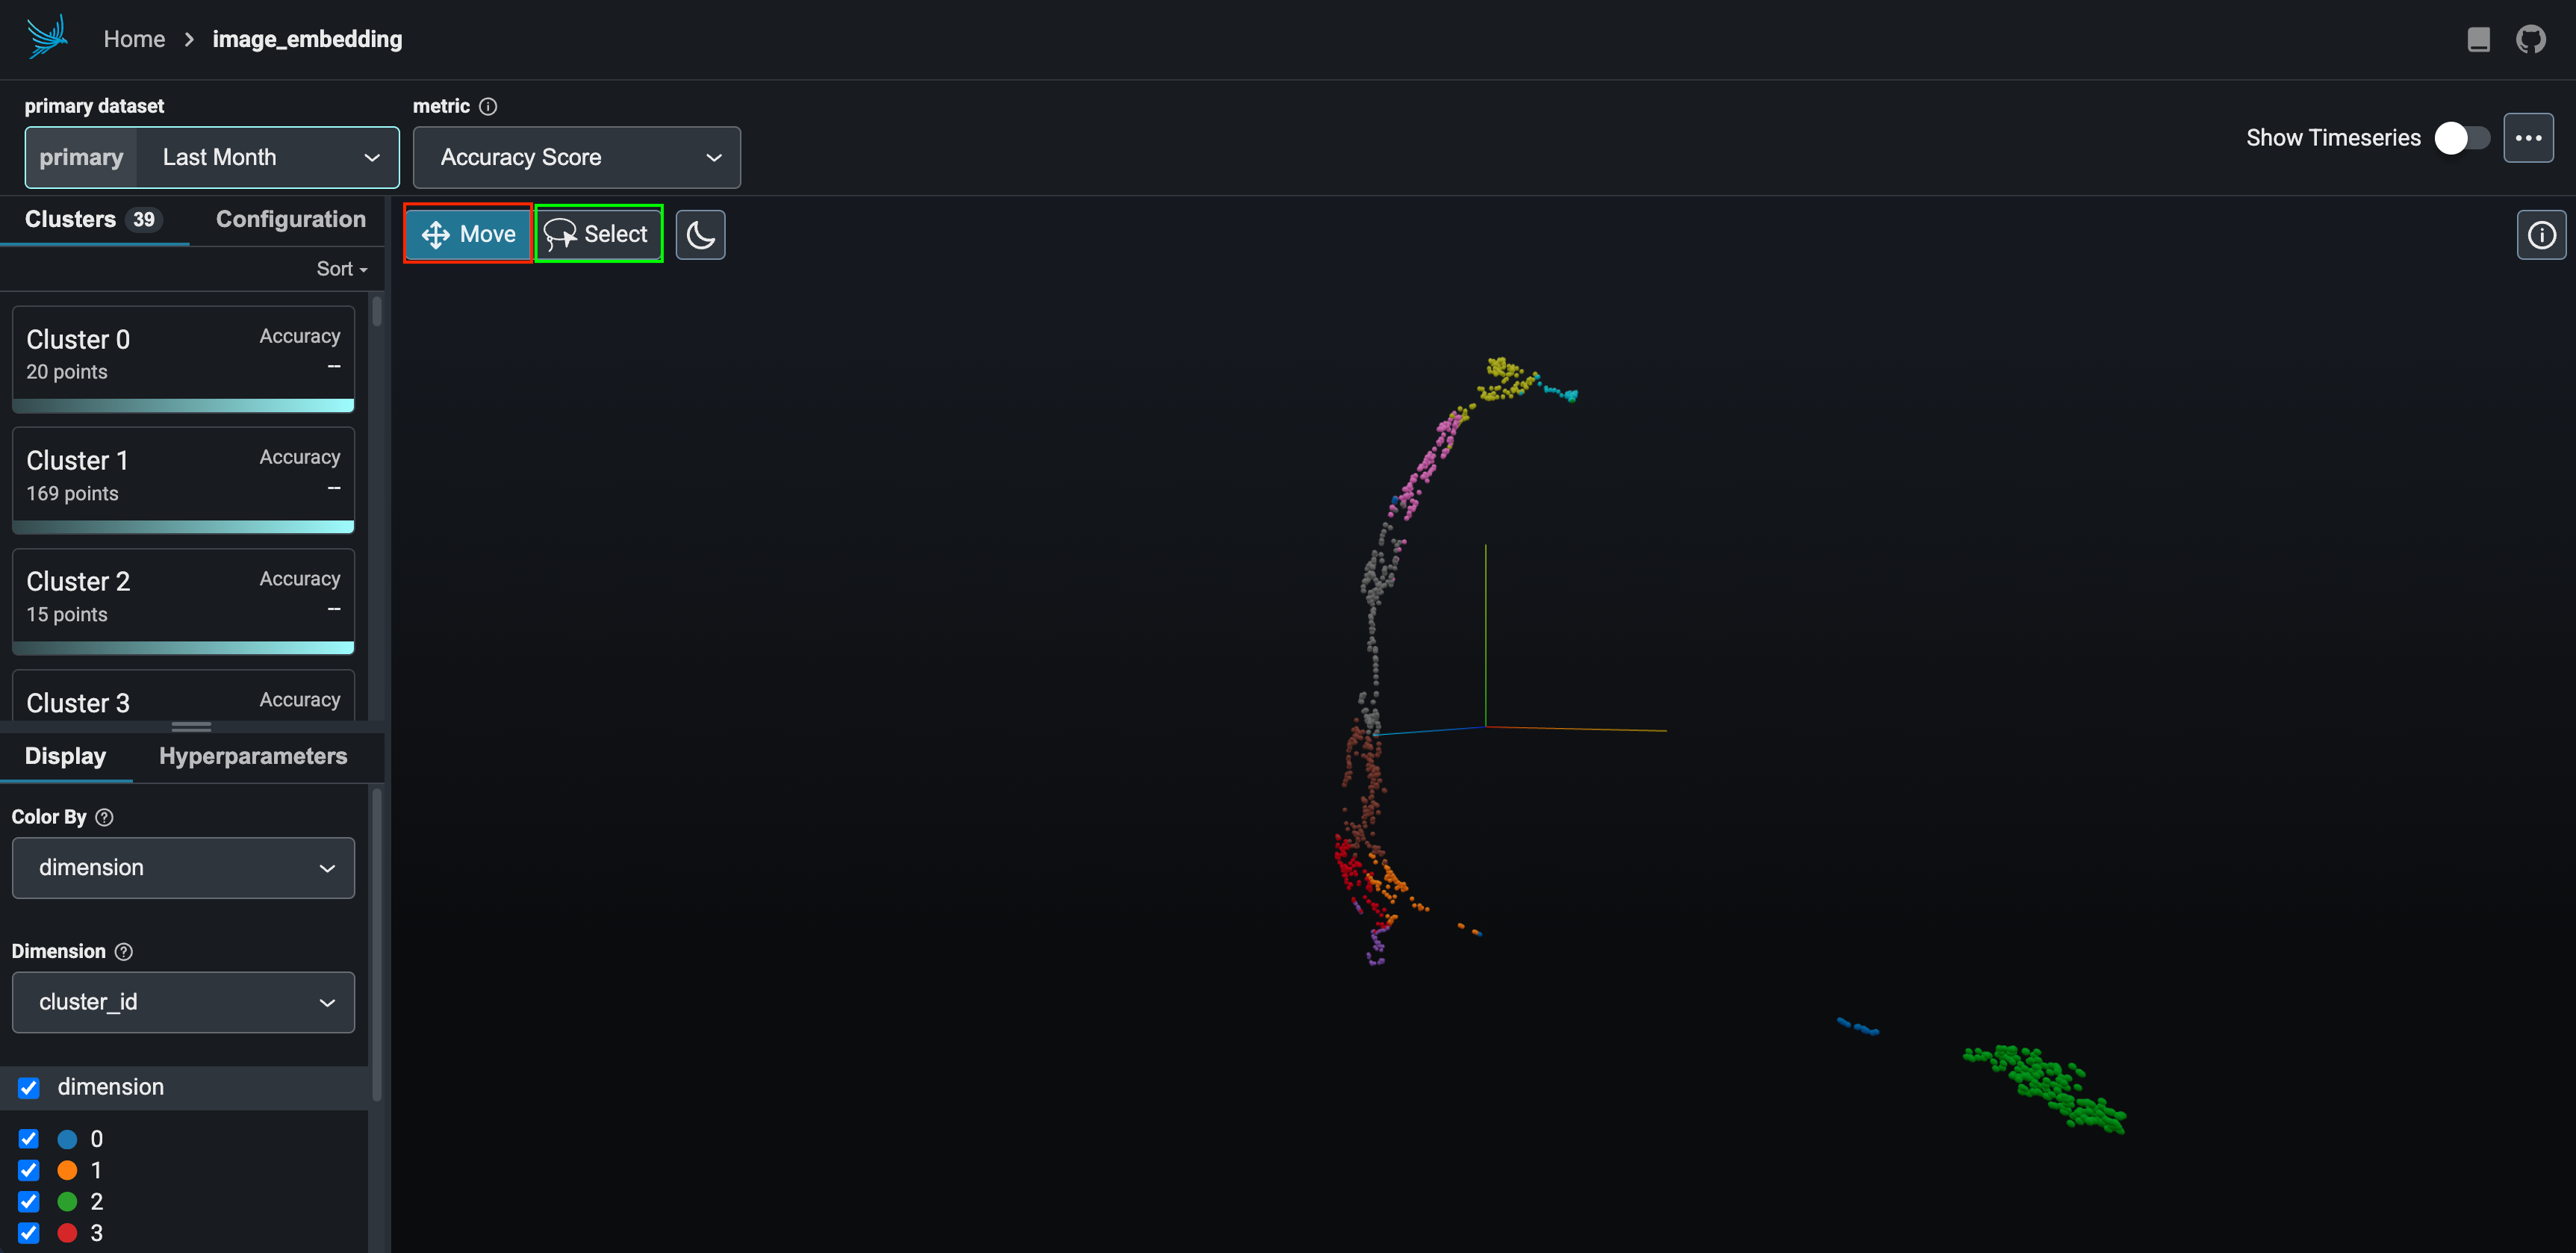 Home > image_embedding
primary dataset
metric
primary Last Month
Accuracy Score
Show Timeseries
Clusters 39 Configuration
Sort
Move
Select
Cluster 0 Accuracy
20 points --
Cluster 1 Accuracy
169 points --
Cluster 2 Accuracy
15 points --
Cluster 3 Accuracy
Display Hyperparameters
Color By
dimension
Dimension
cluster_id
dimension
0
1
2
3